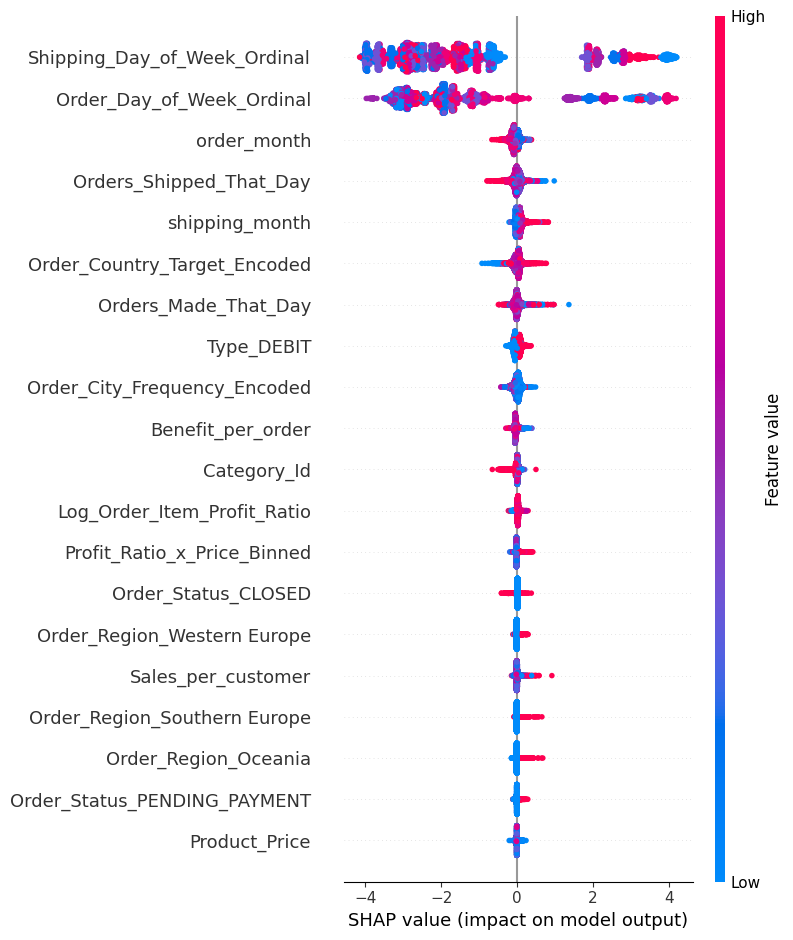 High
Shipping_Day_of_Week_Ordinal
Order_Day_of_Week_Ordinal
order_month
Orders_Shipped_That_Day
shipping_month
Order_Country_Target_Encoded
Orders_Made_That_Day
Type_DEBIT
Order_City_Frequency_Encoded
Benefit_per_order
Category_Id
Log_Order_Item_Profit_Ratio
Profit_Ratio_x_Price_Binned
Order_Status_CLOSED
Order_Region_Western Europe
Sales_per_customer
Order_Region_Southern Europe
Order_Region_Oceania
Order_Status_PENDING_PAYMENT
Product_Price
Feature value
Low
−4 −2 0 2 4
SHAP value (impact on model output)